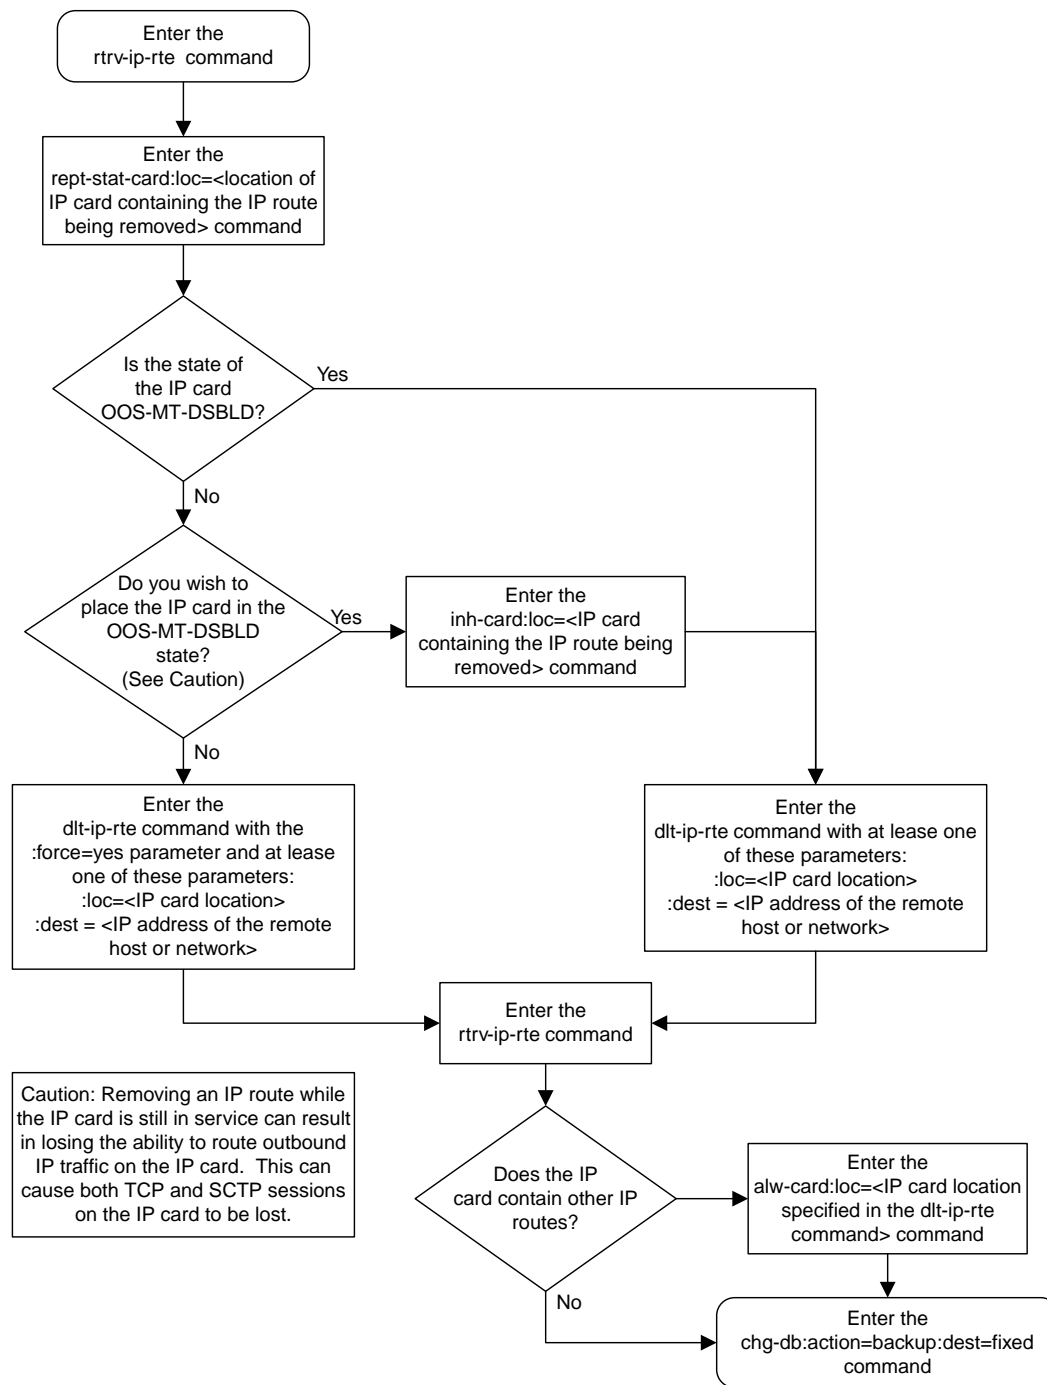 Enter the
rtrv-ip-rte command
Enter the
rept-stat-card:loc=<location of
IP card containing the IP route
being removed> command
Is the state of
the IP card
OOS-MT-DSBLD?
Yes
No
Do you wish to
place the IP card in the
OOS-MT-DSBLD
state?
(See Caution)
Yes
Enter the
inh-card:loc=<IP card
containing the IP route being
removed> command
No
Enter the
dlt-ip-rte command with the
:force=yes parameter and at lease
one of these parameters:
:loc=<IP card location>
:dest = <IP address of the remote
host or network>
Enter the
dlt-ip-rte command with at lease one
of these parameters:
:loc=<IP card location>
:dest = <IP address of the remote
host or network>
Enter the
rtrv-ip-rte command
Caution: Removing an IP route while
the IP card is still in service can result
in losing the ability to route outbound
IP traffic on the IP card. This can
cause both TCP and SCTP sessions
on the IP card to be lost.
Does the IP
card contain other IP
routes?
Enter the
alw-card:loc=<IP card location
specified in the dlt-ip-rte
command> command
No
Enter the
chg-db:action=backup:dest=fixed
command